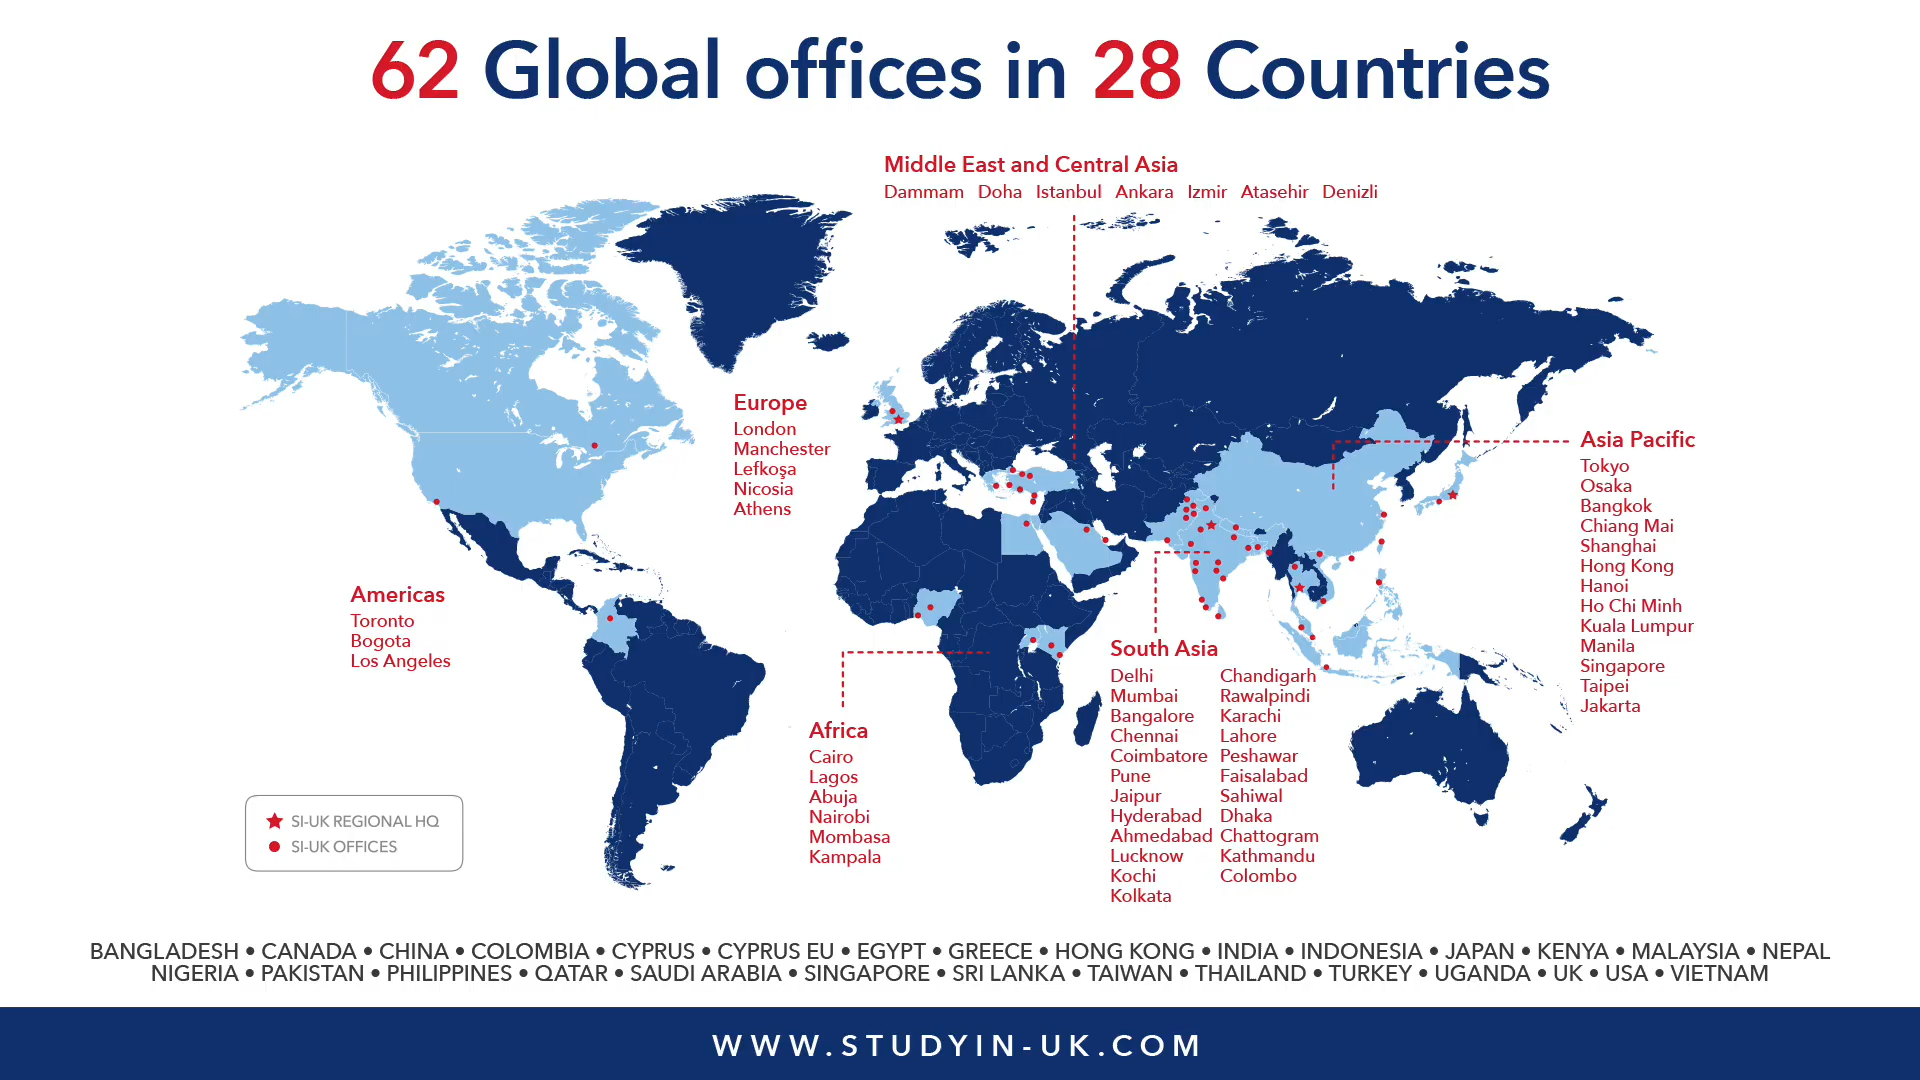 62 Global offices in 28 Countries
Middle East and Central Asia
Dammam Doha Istanbul Ankara Izmir Atasehir Denizli
Europe
London
Manchester
Lefkoşa
Nicosia
Athens
Asia Pacific
Tokyo
Osaka
Bangkok
Chiang Mai
Shanghai
Hong Kong
Hanoi
Ho Chi Minh
Kuala Lumpur
Manila
Singapore
Taipei
Jakarta
Americas
Toronto
Bogota
Los Angeles
South Asia
Delhi
Mumbai
Bangalore
Chennai
Coimbatore
Pune
Jaipur
Hyderabad
Ahmedabad
Lucknow
Kochi
Kolkata
Chandigarh
Rawalpindi
Karachi
Lahore
Peshawar
Faisalabad
Sahiwal
Dhaka
Chattogram
Kathmandu
Colombo
Africa
Cairo
Lagos
Abuja
Nairobi
Mombasa
Kampala
SI-UK REGIONAL HQ
SI-UK OFFICES
BANGLADESH • CANADA • CHINA • COLOMBIA • CYPRUS • CYPRUS EU • EGYPT • GREECE • HONG KONG • INDIA • INDONESIA • JAPAN • KENYA • MALAYSIA • NEPAL
NIGERIA • PAKISTAN • PHILIPPINES • QATAR • SAUDI ARABIA • SINGAPORE • SRI LANKA • TAIWAN • THAILAND • TURKEY • UGANDA • UK • USA • VIETNAM
WWW.STUDYIN-UK.COM